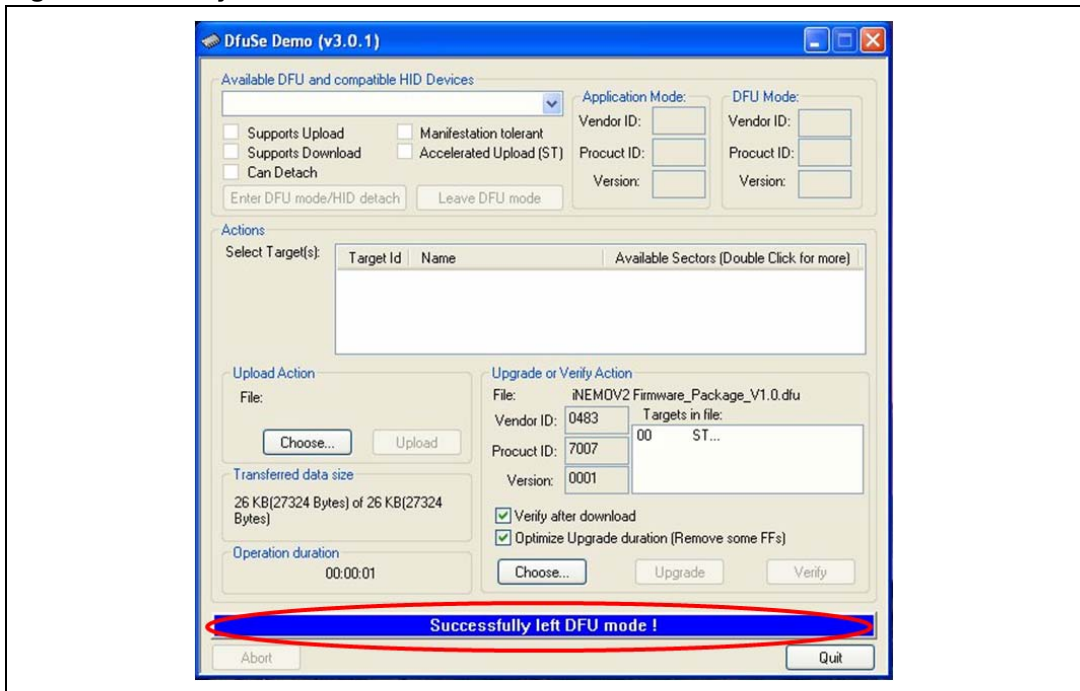 DfuSe Demo (v3.0.1)
Available DFU and compatible HID Devices
Application Mode:
DFU Mode:
Supports Upload
Manifestation tolerant
Vendor ID:
Vendor ID:
Supports Download
Accelerated Upload (ST)
Procuct ID:
Procuct ID:
Can Detach
Version:
Version:
Enter DFU mode/HID detach
Leave DFU mode
Actions
Select Target(s):
Target Id
Name
Available Sectors (Double Click for more)
Upload Action
File:
Choose...
Upload
Transferred data size
26 KB(27324 Bytes) of 26 KB(27324
Bytes)
Operation duration
00:00:01
Upgrade or Verify Action
File:
iNEMOV2 Firmware_Package_V1.0.dfu
Vendor ID:
0483
Targets in file:
00
ST...
Procuct ID:
7007
Version:
0001
Verify after download
Optimize Upgrade duration (Remove some FFs)
Choose...
Upgrade
Verify
Successfully left DFU mode !
Abort
Quit